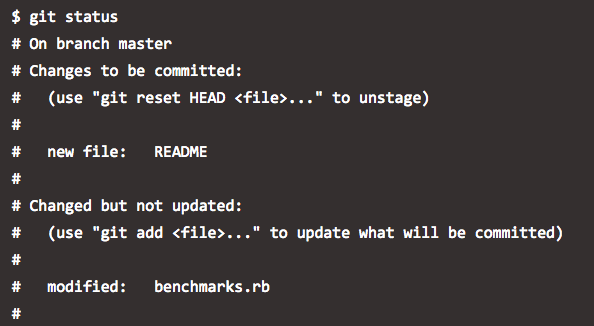 $ git status
# On branch master
# Changes to be committed:
#   (use "git reset HEAD <file>..." to unstage)
#
#   new file:   README
#
# Changed but not updated:
#   (use "git add <file>..." to update what will be committed)
#
#   modified:   benchmarks.rb
#